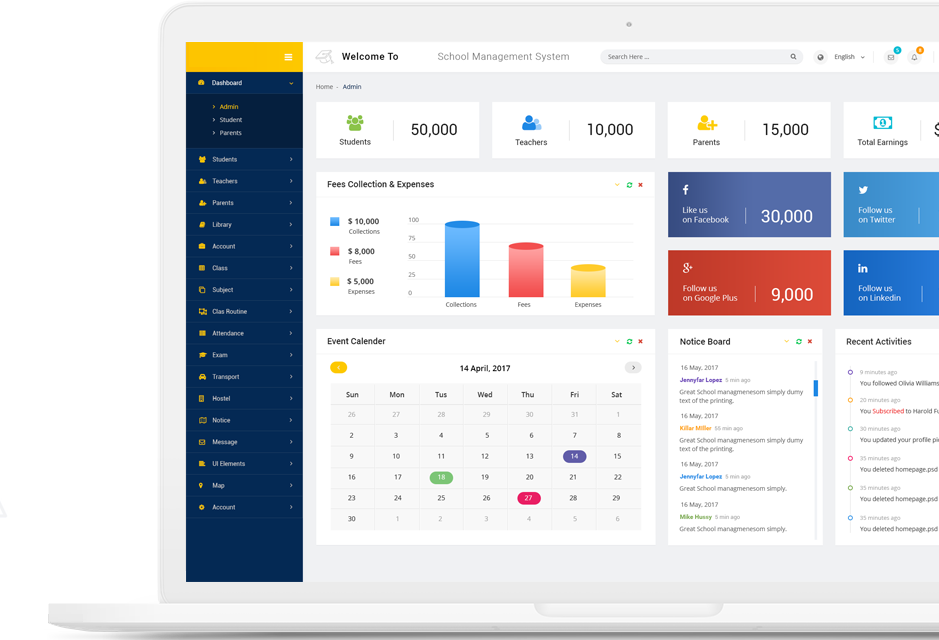 Welcome To
School Management System
Search Here ...
English
5
8
Dashboard
Admin
Student
Parents
Students
Teachers
Parents
Library
Account
Class
Subject
Clas Routine
Attendance
Exam
Transport
Hostel
Notice
Message
UI Elements
Map
Account
Home - Admin
Students
50,000
Teachers
10,000
Parents
15,000
Total Earnings
$
Fees Collection & Expenses
$ 10,000
Collections
$ 8,000
Fees
$ 5,000
Expenses
100
75
50
25
0
Collections Fees Expenses
Like us
on Facebook
30,000
Follow us
on Twitter
Follow us
on Google Plus
9,000
Follow us
on Linkedin
Event Calender
14 April, 2017
Sun Mon Tus Wed Thu Fri Sat
26 27 28 29 30 31 1
2 3 4 5 6 7 8
9 10 11 12 13 14 15
16 17 18 19 20 21 22
23 24 25 26 27 28 29
30 1 2 3 4 5 6
Notice Board
16 May, 2017
Jennyfar Lopez 5 min ago
Great School managmenesom simply dumy
text of the printing.
16 May, 2017
Killar Miller 56 min ago
Great School managmenesom simply dumy
text of the printing.
16 May, 2017
Jennyfar Lopez 5 min ago
Great School managmenesom simply.
16 May, 2017
Mike Hussy 5 min ago
Great School managmenesom simply.
Recent Activities
9 minutes ago
You followed Olivia Williams
20 minutes ago
You Subscribed to Harold Fu
30 minutes ago
You updated your profile pic
35 minutes ago
You deleted homepage.psd
35 minutes ago
You deleted homepage.psd
35 minutes ago
You deleted homepage.psd